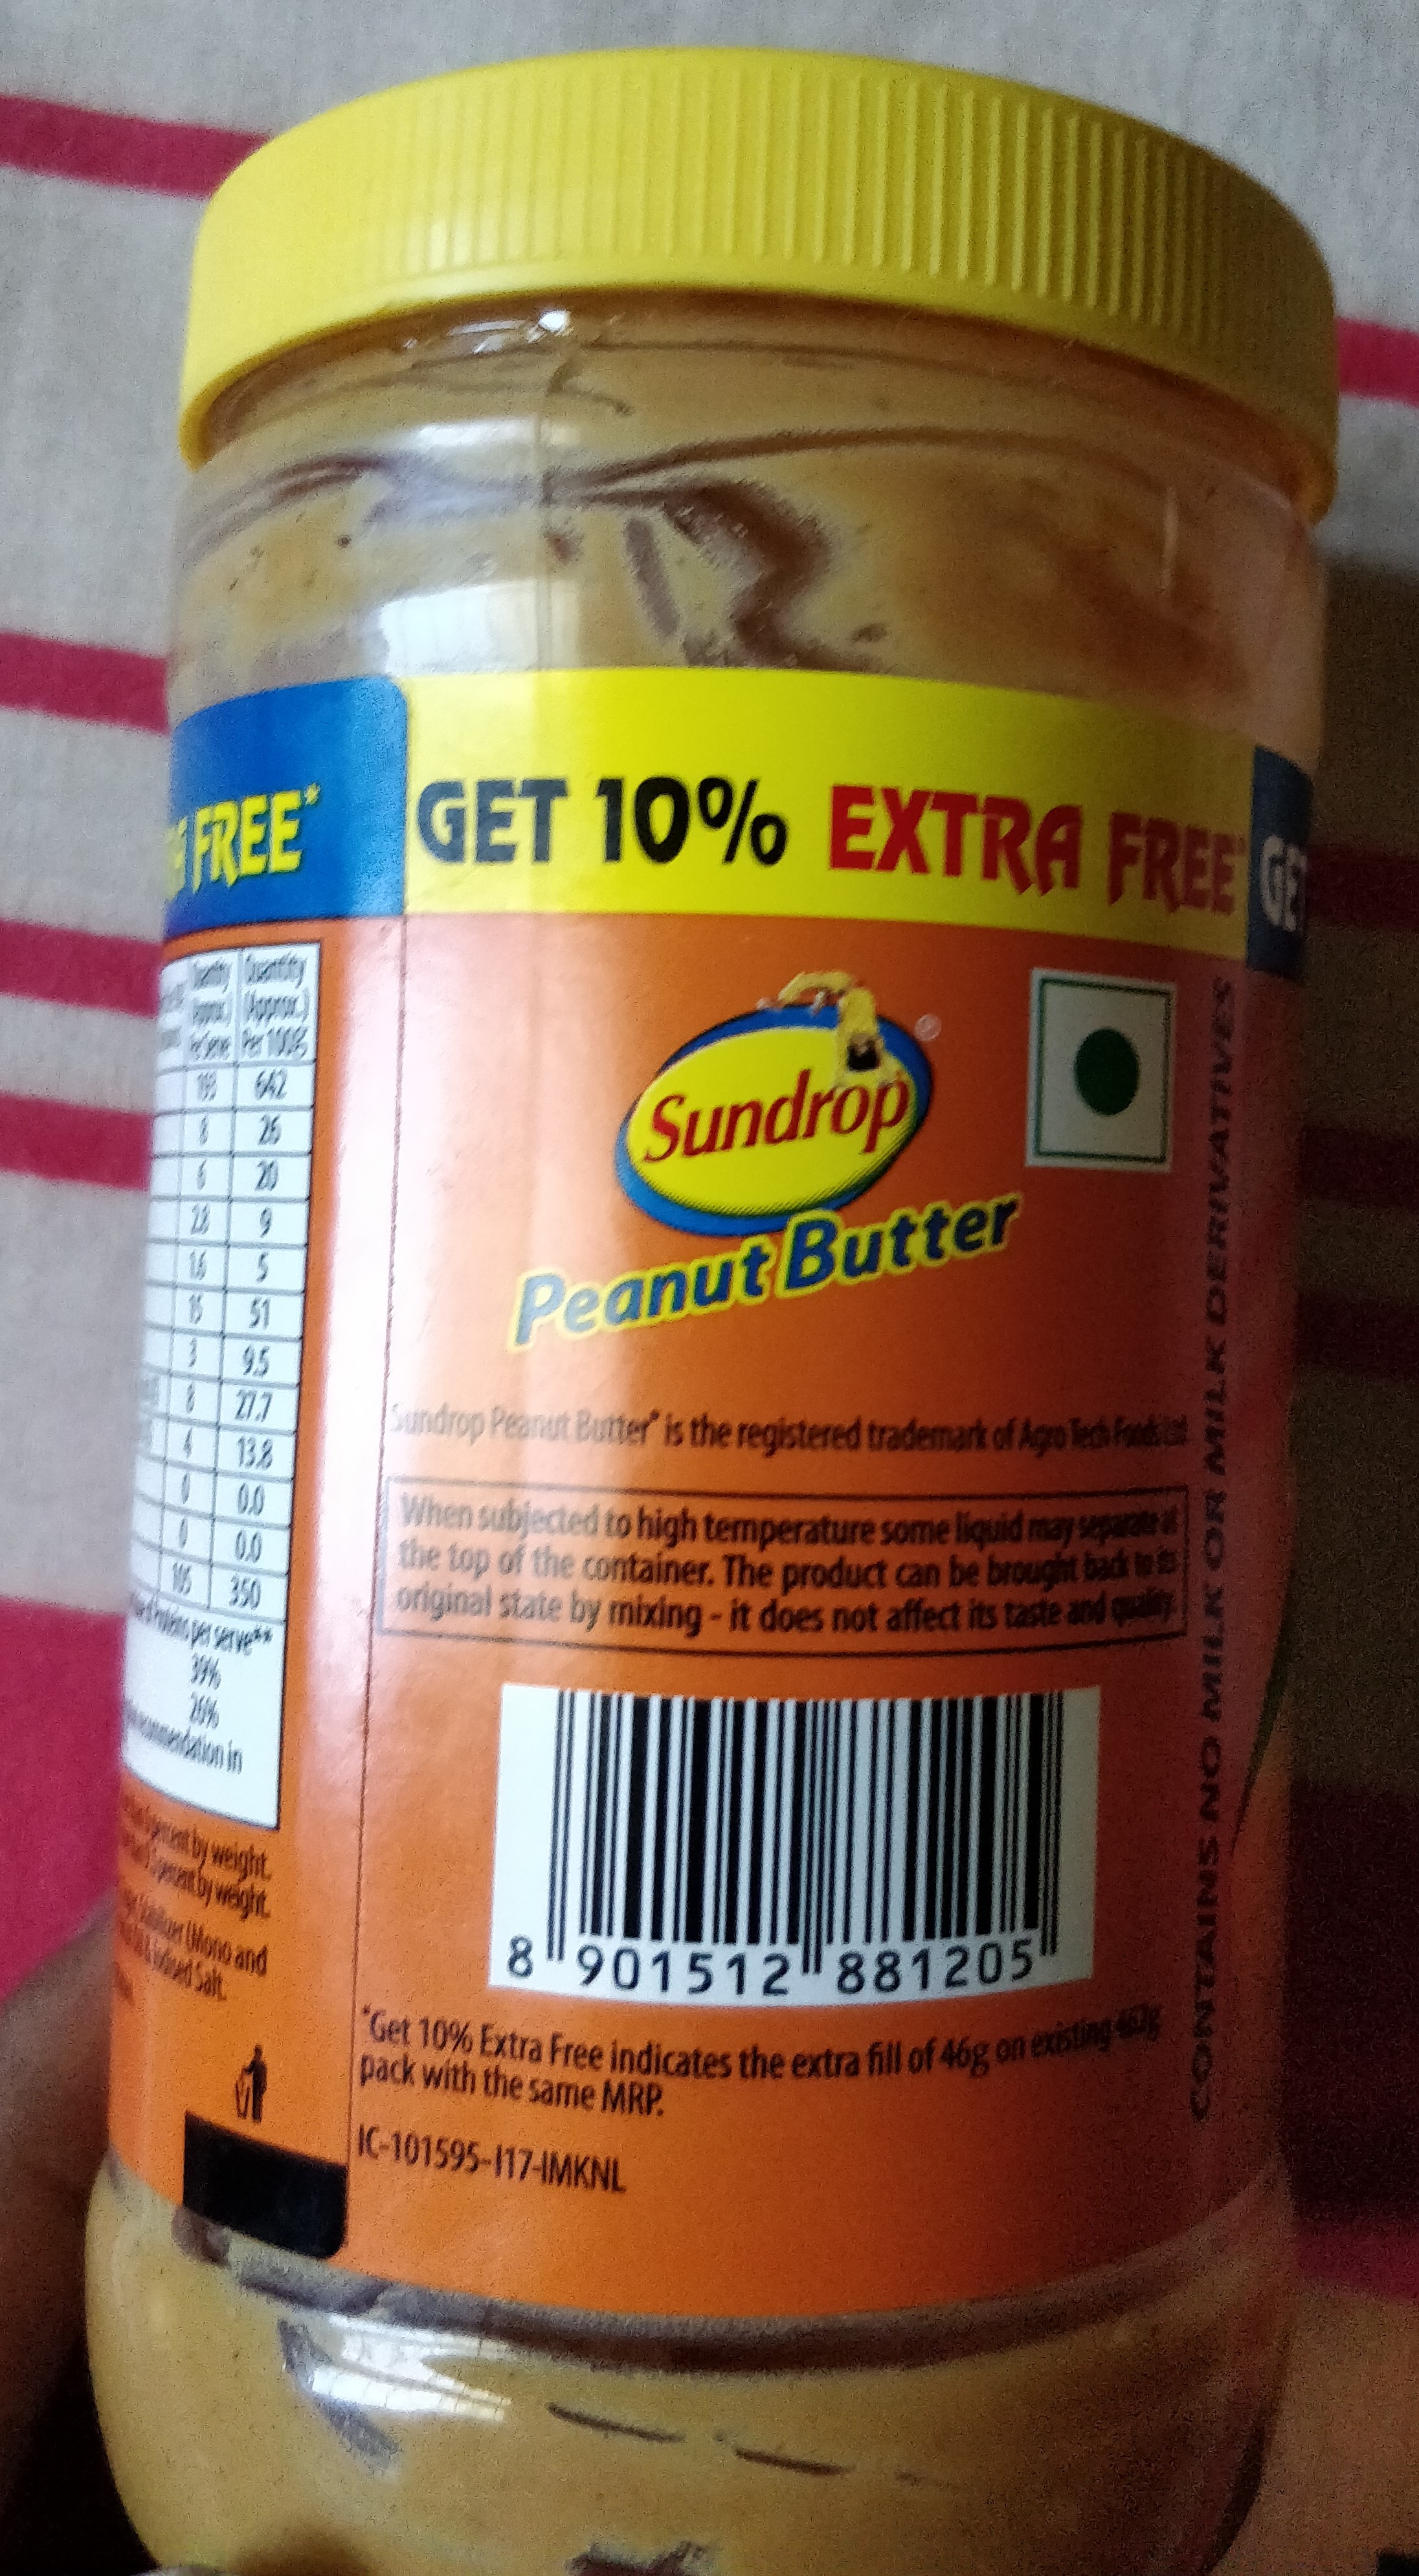 FREE*
GET 10% EXTRA FREE*
GET
Quantity Quantity
(Approx.) (Approx.)
Per Serve Per 100g
193 642
8 26
6 20
2.8 9
1.6 5
15 51
3 9.5
8 27.7
4 13.8
0 0.0
0 0.0
105 350
Proteins per serve**
39%
26%
recommendation in
percent by weight.
percent by weight.
Stabilizer (Mono and
& Iodised Salt.
Sundrop®
Peanut Butter
Sundrop Peanut Butter® is the registered trademark of Agro Tech Foods Ltd.
When subjected to high temperature some liquid may separate at
the top of the container. The product can be brought back to its
original state by mixing - it does not affect its taste and quality.
8 901512 881205
*Get 10% Extra Free indicates the extra fill of 46g on existing 462g
pack with the same MRP.
IC-101595-I17-IMKNL
CONTAINS NO MILK OR MILK DERIVATIVES